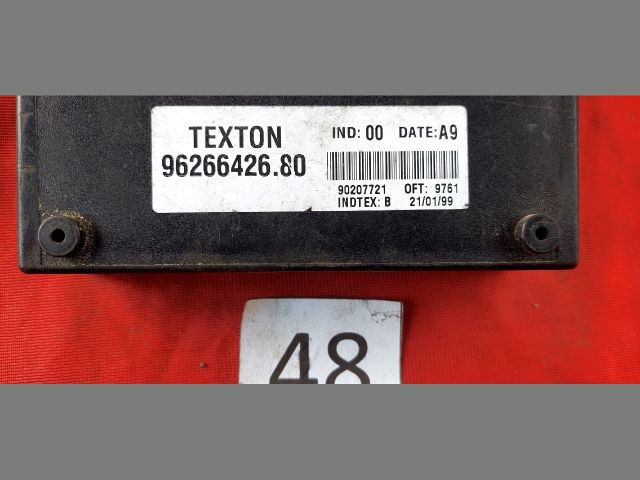 TEXTON IND: 00 DATE: A9
96266426.80
90207721 OFT: 9761
INDTEX: B 21/01/99
48